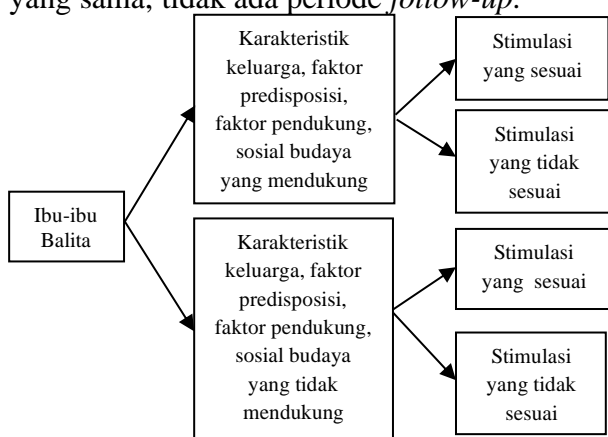 yang sama, tidak ada periode follow-up.
Ibu-ibu
Balita
Karakteristik
keluarga, faktor
predisposisi,
faktor pendukung,
sosial budaya
yang mendukung
Stimulasi
yang sesuai
Stimulasi
yang tidak
sesuai
Karakteristik
keluarga, faktor
predisposisi,
faktor pendukung,
sosial budaya
yang tidak
mendukung
Stimulasi
yang sesuai
Stimulasi
yang tidak
sesuai